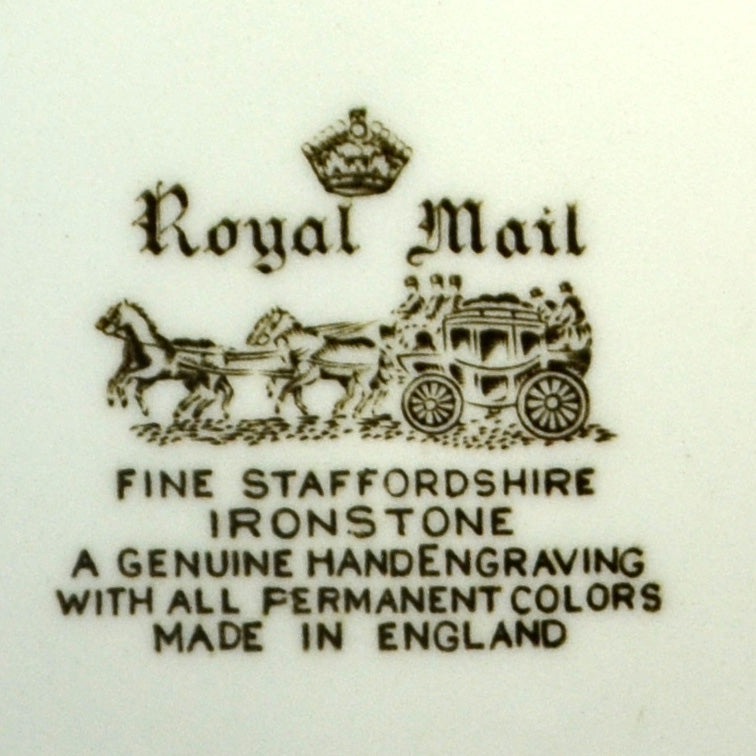 Royal Mail
FINE STAFFORDSHIRE
IRONSTONE
A GENUINE HANDENGRAVING
WITH ALL PERMANENT COLORS
MADE IN ENGLAND